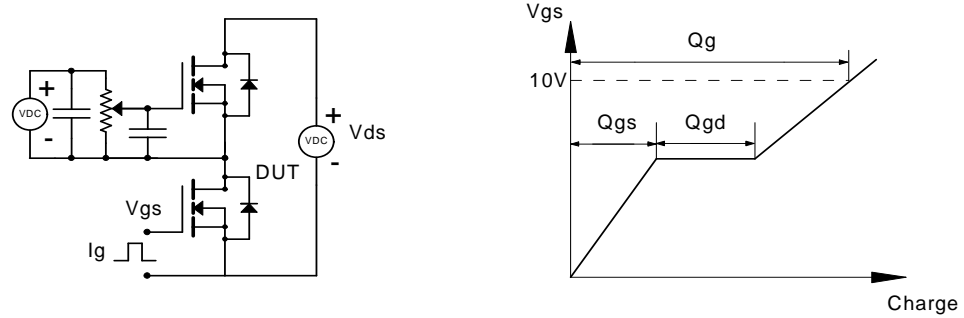 +
VDC
-
+
VDC
-
Vds
DUT
Vgs
Ig
Vgs
Qg
10V
Qgs
Qgd
Charge